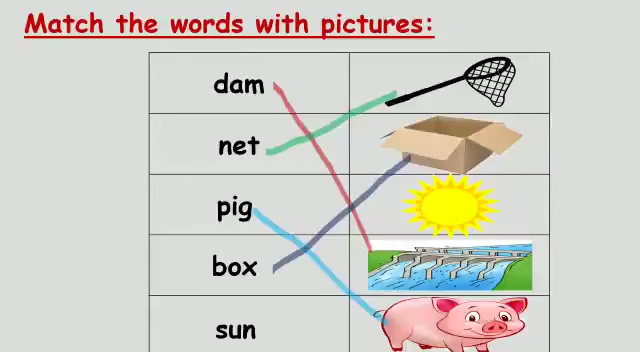 Match the words with pictures:
dam
net
pig
box
sun